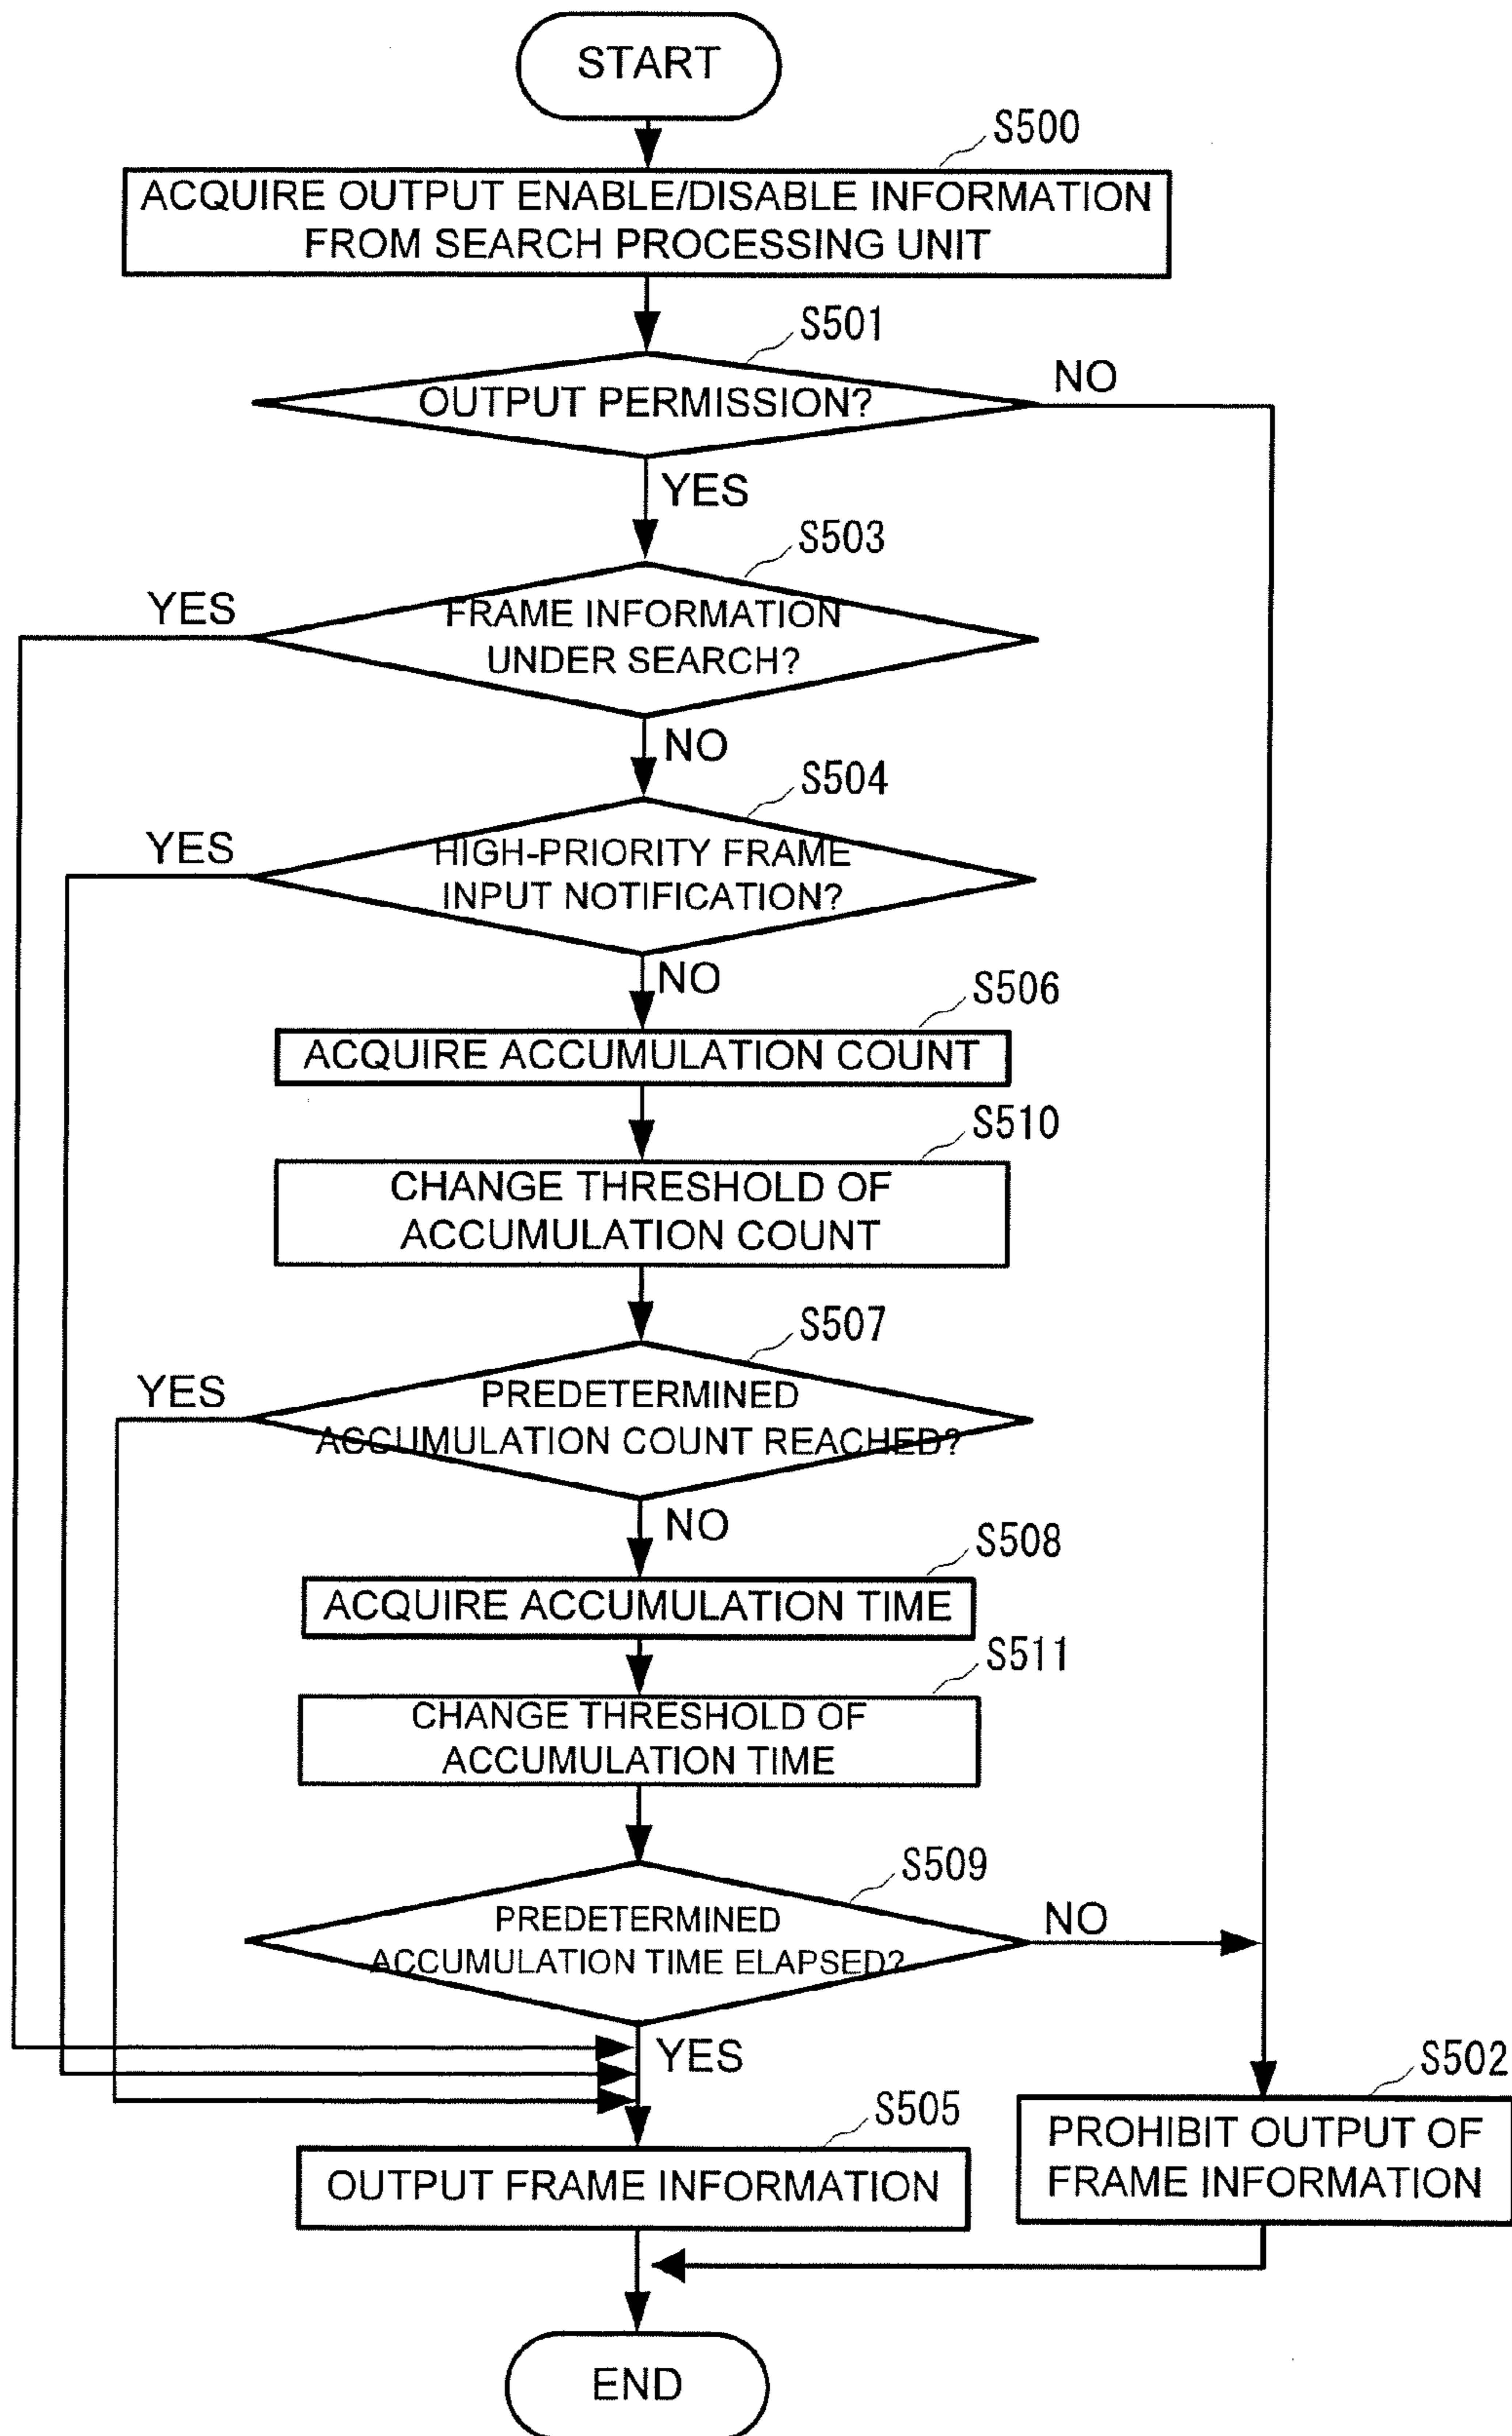 START
S500
ACQUIRE OUTPUT ENABLE/DISABLE INFORMATION
FROM SEARCH PROCESSING UNIT
S501
OUTPUT PERMISSION?
NO
YES
S503
YES
FRAME INFORMATION
UNDER SEARCH?
NO
S504
YES
HIGH-PRIORITY FRAME
INPUT NOTIFICATION?
NO
S506
ACQUIRE ACCUMULATION COUNT
S510
CHANGE THRESHOLD OF
ACCUMULATION COUNT
S507
YES
PREDETERMINED
ACCUMULATION COUNT REACHED?
NO
S508
ACQUIRE ACCUMULATION TIME
S511
CHANGE THRESHOLD OF
ACCUMULATION TIME
S509
NO
PREDETERMINED
ACCUMULATION TIME ELAPSED?
YES
S502
PROHIBIT OUTPUT OF
FRAME INFORMATION
S505
OUTPUT FRAME INFORMATION
END